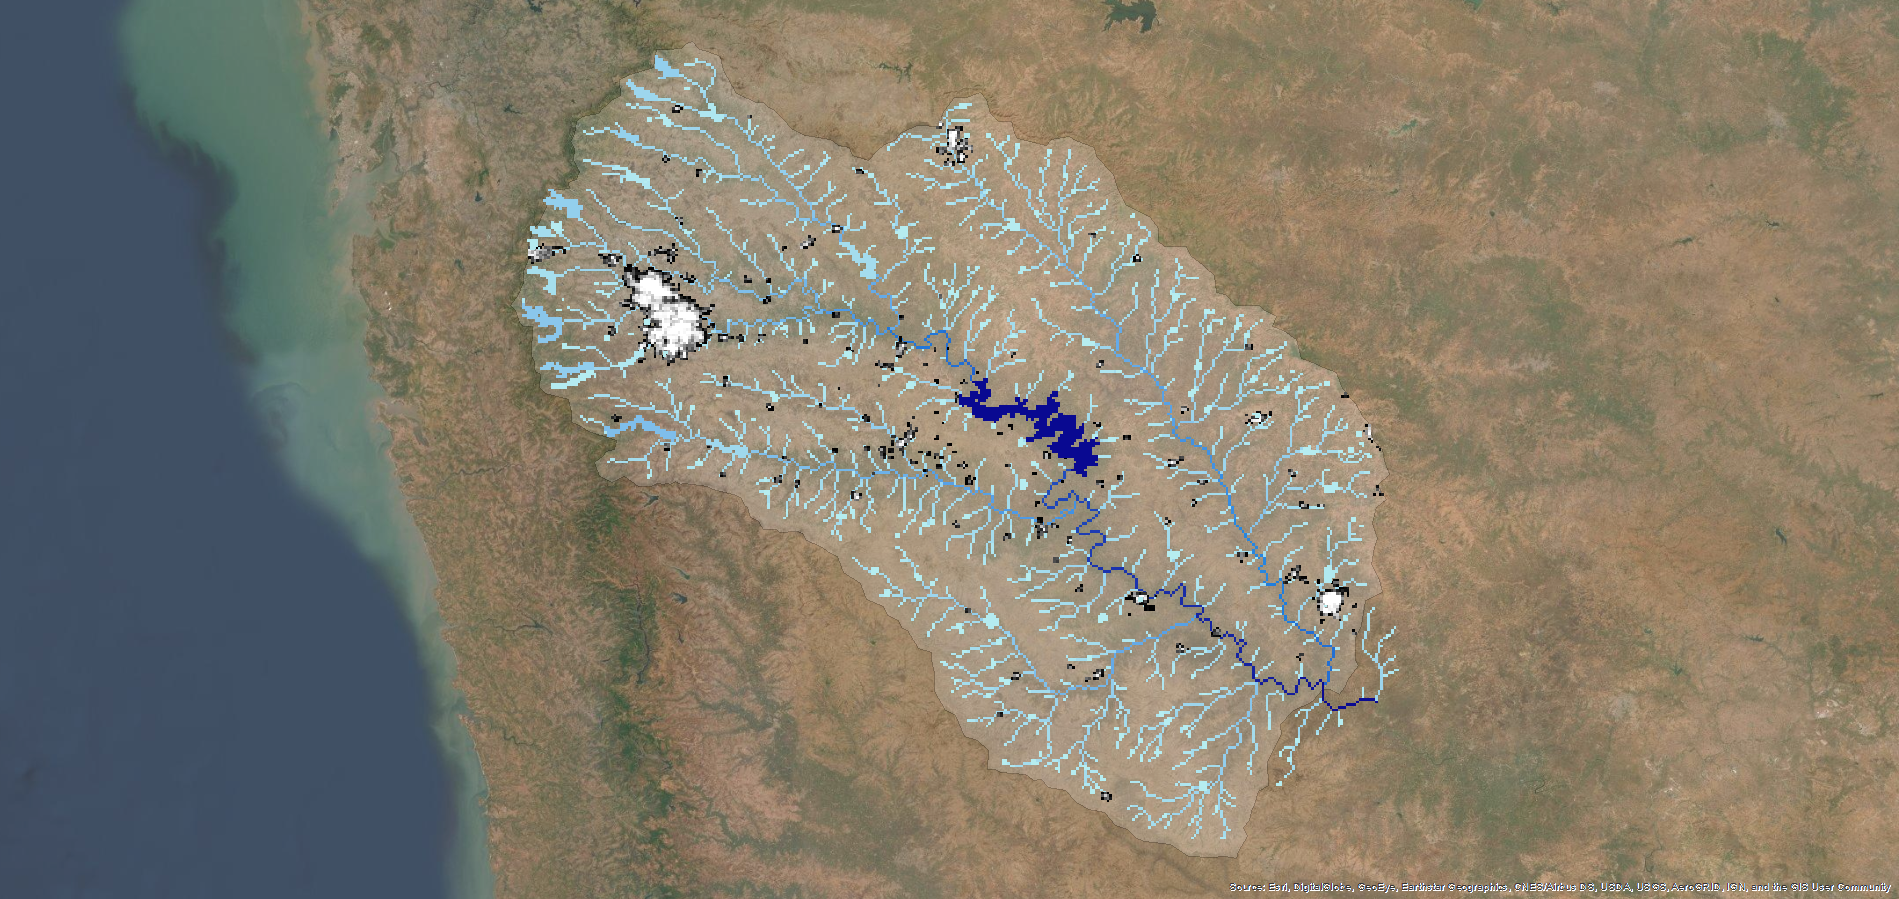 Source: Esri, DigitalGlobe, GeoEye, Earthstar Geographics, CNES/Airbus DS, USDA, USGS, AeroGRID, IGN, and the GIS User Community